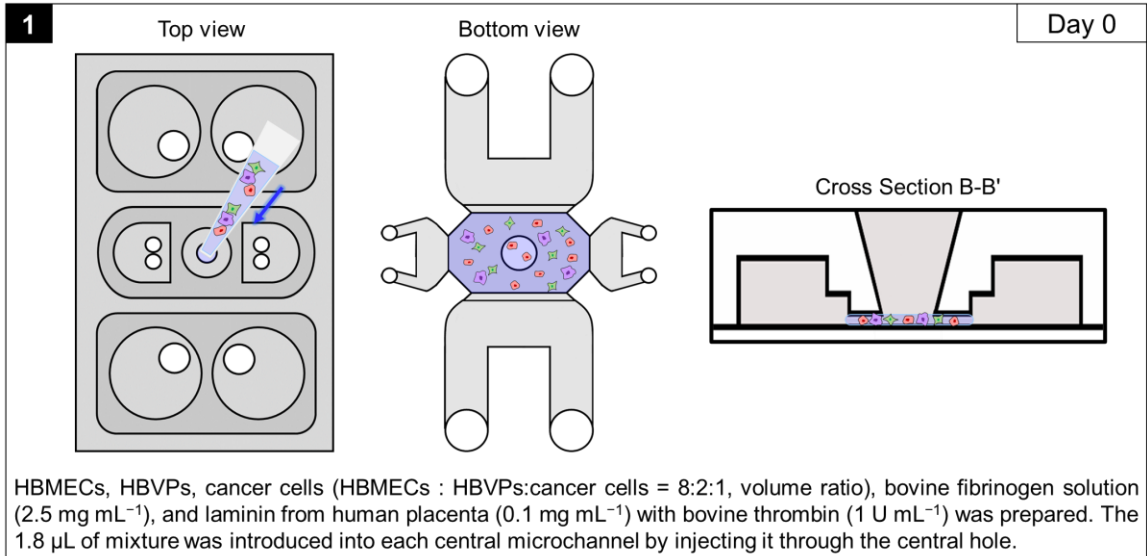 1
Top view
Bottom view
Day 0
Cross Section B-B'
HBMECs, HBVPs, cancer cells (HBMECs : HBVPs:cancer cells = 8:2:1, volume ratio), bovine fibrinogen solution
(2.5 mg mL⁻¹), and laminin from human placenta (0.1 mg mL⁻¹) with bovine thrombin (1 U mL⁻¹) was prepared. The
1.8 µL of mixture was introduced into each central microchannel by injecting it through the central hole.